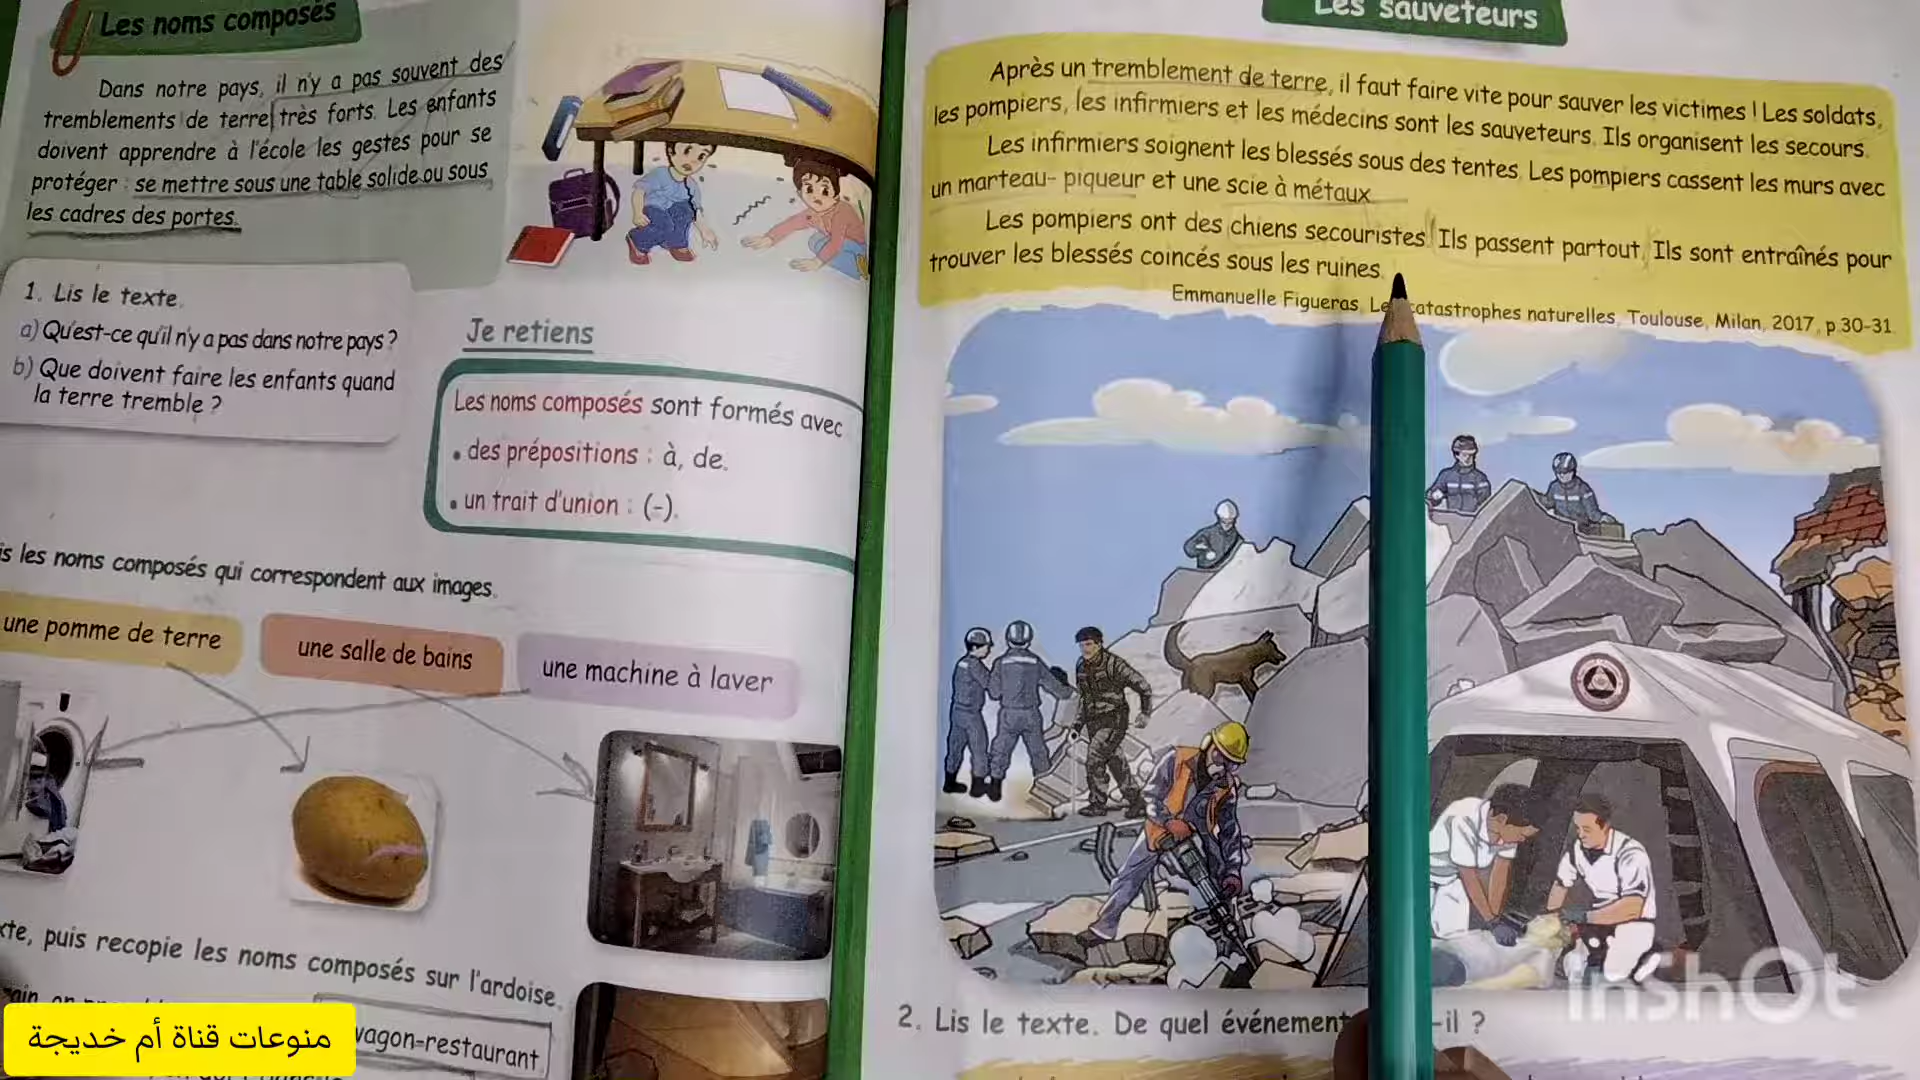 Les noms composés
Dans notre pays, il n'y a pas souvent des
tremblements de terre très forts. Les enfants
doivent apprendre à l'école les gestes pour se
protéger : se mettre sous une table solide ou sous
les cadres des portes.
1. Lis le texte.
a) Qu'est-ce qu'il n'y a pas dans notre pays ?
b) Que doivent faire les enfants quand
la terre tremble ?
Je retiens
Les noms composés sont formés avec
• des prépositions : à, de.
• un trait d'union : (-).
les noms composés qui correspondent aux images.
une pomme de terre
une salle de bains
une machine à laver
puis recopie les noms composés sur l'ardoise.
wagon-restaurant
منوعات قناة أم خديجة
Les sauveteurs
Après un tremblement de terre, il faut faire vite pour sauver les victimes ! Les soldats,
les pompiers, les infirmiers et les médecins sont les sauveteurs. Ils organisent les secours.
Les infirmiers soignent les blessés sous des tentes. Les pompiers cassent les murs avec
un marteau- piqueur et une scie à métaux.
Les pompiers ont des chiens secouristes. Ils passent partout. Ils sont entraînés pour
trouver les blessés coincés sous les ruines.
Emmanuelle Figueras, catastrophes naturelles, Toulouse, Milan, 2017, p.30-31.
2. Lis le texte. De quel événement -il ?
InShOt